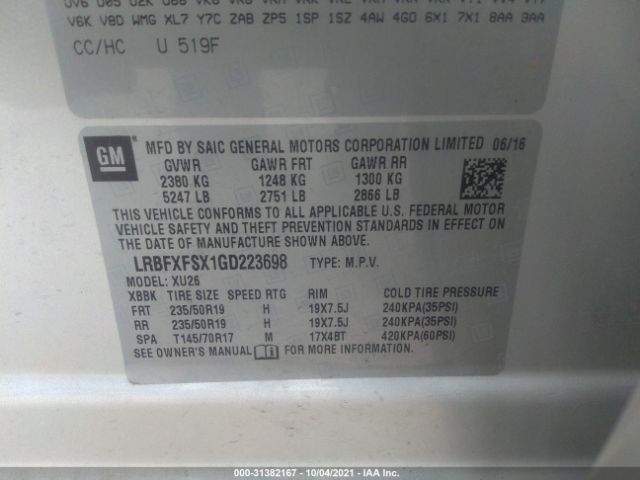 V6K V8D WMG XL7 Y7C ZAB ZP5 1SP 1SZ 4AW 4GO 6X1 7X1 8AA 3AA
CC/HC U 519F
GM
MFD BY SAIC GENERAL MOTORS CORPORATION LIMITED 06/16
GVWR GAWR FRT GAWR RR
2380 KG 1248 KG 1300 KG
5247 LB 2751 LB 2866 LB
THIS VEHICLE CONFORMS TO ALL APPLICABLE U.S. FEDERAL MOTOR
VEHICLE SAFETY AND THEFT PREVENTION STANDARDS IN EFFECT ON
THE DATE OF MANUFACTURE SHOWN ABOVE.
LRBFXFSX1GD223698 TYPE: M.P.V.
MODEL: XU26
XBBK TIRE SIZE SPEED RTG RIM COLD TIRE PRESSURE
FRT 235/50R19 H 19X7.5J 240KPA(35PSI)
RR 235/50R19 H 19X7.5J 240KPA(35PSI)
SPA T145/70R17 M 17X4BT 420KPA(60PSI)
SEE OWNER'S MANUAL FOR MORE INFORMATION
000-31382167 - 10/04/2021 - IAA Inc.